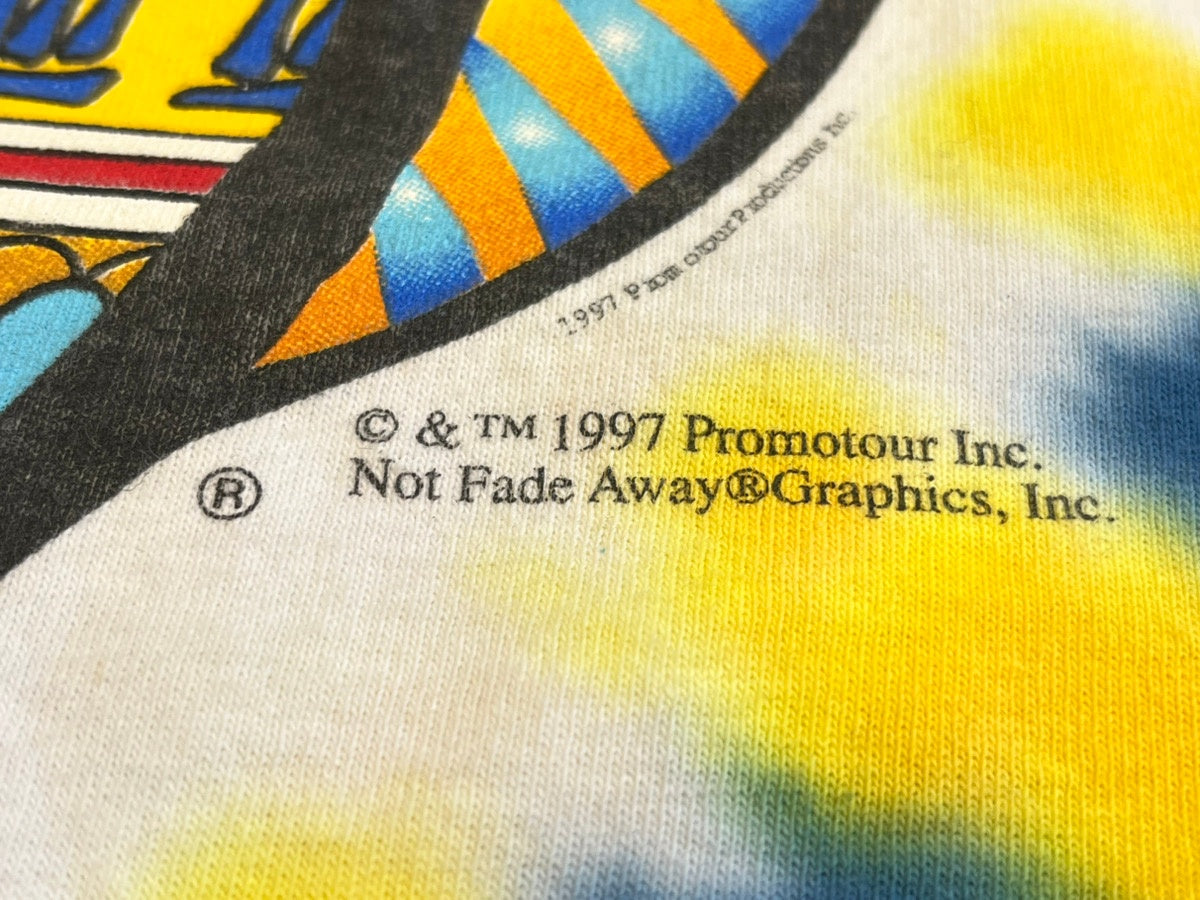 1997 Promotour Productions Inc.
© & ™ 1997 Promotour Inc.
® Not Fade Away®Graphics, Inc.